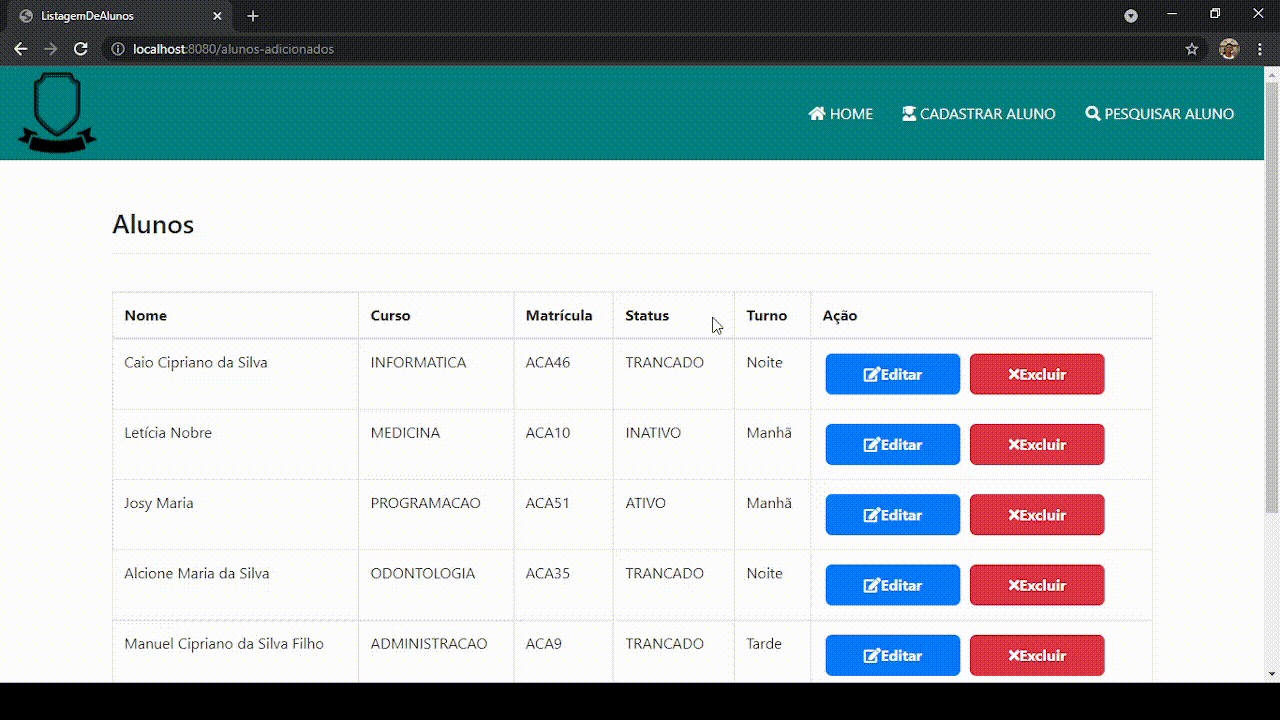 ListagemDeAlunos
localhost:8080/alunos-adicionados
HOME CADASTRAR ALUNO PESQUISAR ALUNO
Alunos
Nome Curso Matrícula Status Turno Ação
Caio Cipriano da Silva INFORMATICA ACA46 TRANCADO Noite Editar Excluir
Letícia Nobre MEDICINA ACA10 INATIVO Manhã Editar Excluir
Josy Maria PROGRAMACAO ACA51 ATIVO Manhã Editar Excluir
Alcione Maria da Silva ODONTOLOGIA ACA35 TRANCADO Noite Editar Excluir
Manuel Cipriano da Silva Filho ADMINISTRACAO ACA9 TRANCADO Tarde Editar Excluir